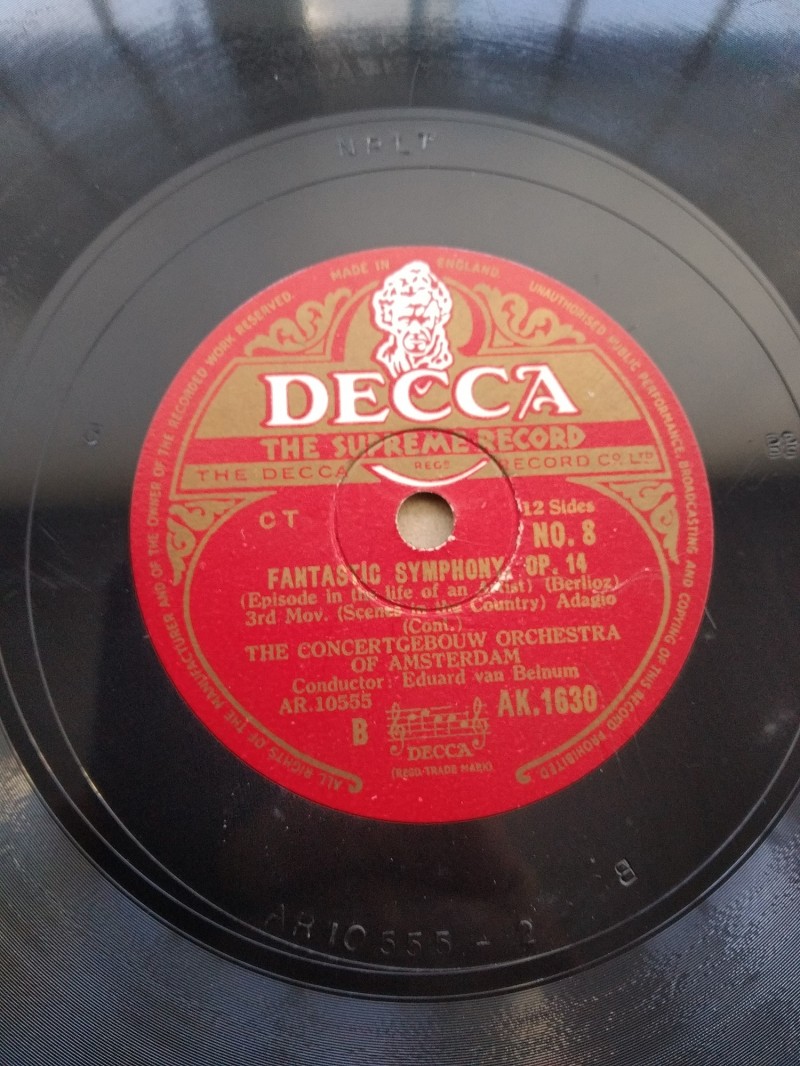 MADE IN ENGLAND.
UNAUTHORISED PUBLIC PERFORMANCE, BROADCASTING AND COPYING OF THIS RECORD PROHIBITED.
ALL RIGHTS OF THE MANUFACTURER AND OF THE OWNER OF THE RECORDED WORK RESERVED.
DECCA
THE SUPREME RECORD
THE DECCA REGD RECORD CO. LTD
CT
12 Sides
NO. 8
FANTASTIC SYMPHONY, OP. 14
(Episode in the life of an Artist) (Berlioz)
3rd Mov. (Scenes in the Country) Adagio
(Cont.)
THE CONCERTGEBOUW ORCHESTRA
OF AMSTERDAM
Conductor: Eduard van Beinum
AR.10555
AK.1630
B
DECCA
(REGD. TRADE MARK)
B
AR10555-2